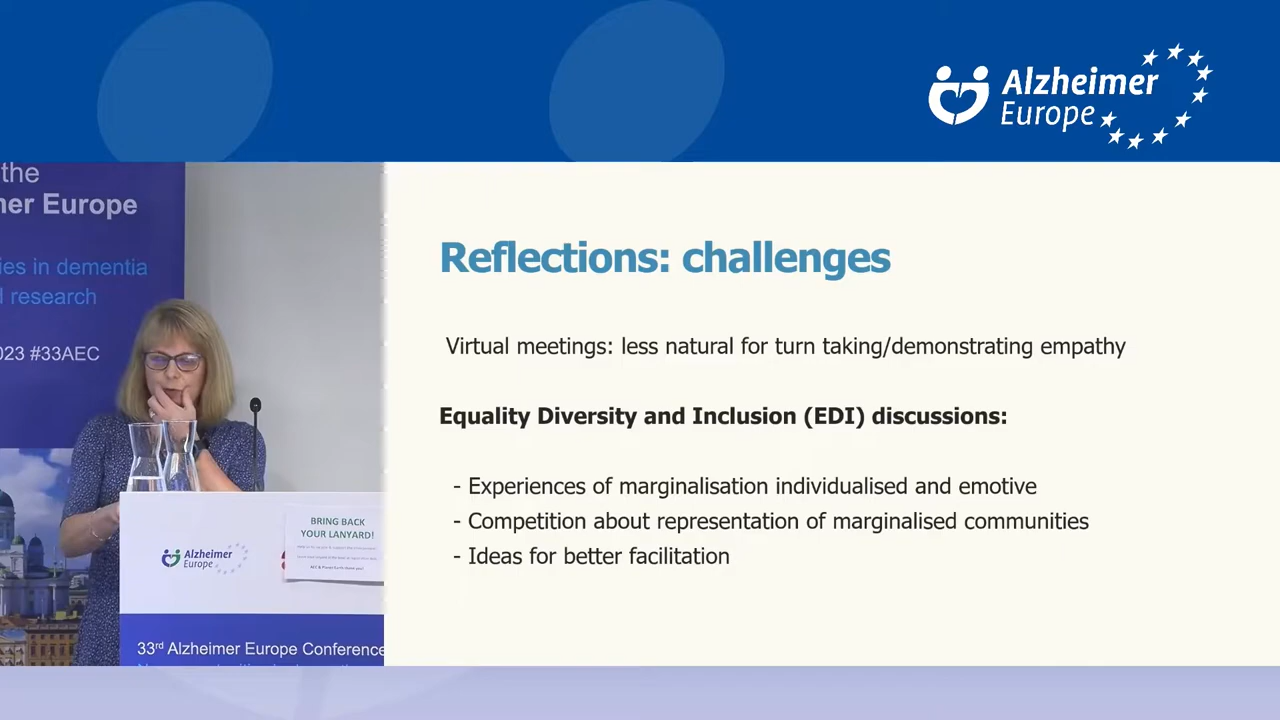 Alzheimer
Europe
the
ner Europe
ies in dementia
research
023 #33AEC
Reflections: challenges
Virtual meetings: less natural for turn taking/demonstrating empathy
Equality Diversity and Inclusion (EDI) discussions:
- Experiences of marginalisation individualised and emotive
- Competition about representation of marginalised communities
- Ideas for better facilitation
BRING BACK
YOUR LANYARD!
Alzheimer
Europe
33rd Alzheimer Europe Conference